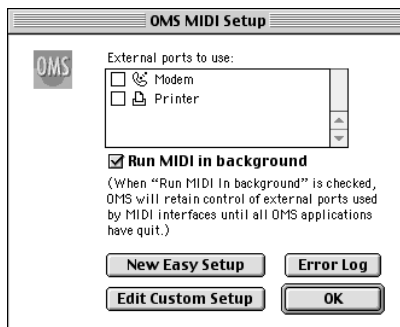 OMS MIDI Setup
OMS
External ports to use:
Modem
Printer
Run MIDI in background
(When “Run MIDI In background” is checked,
OMS will retain control of external ports used
by MIDI interfaces until all OMS applications
have quit.)
New Easy Setup
Error Log
Edit Custom Setup
OK